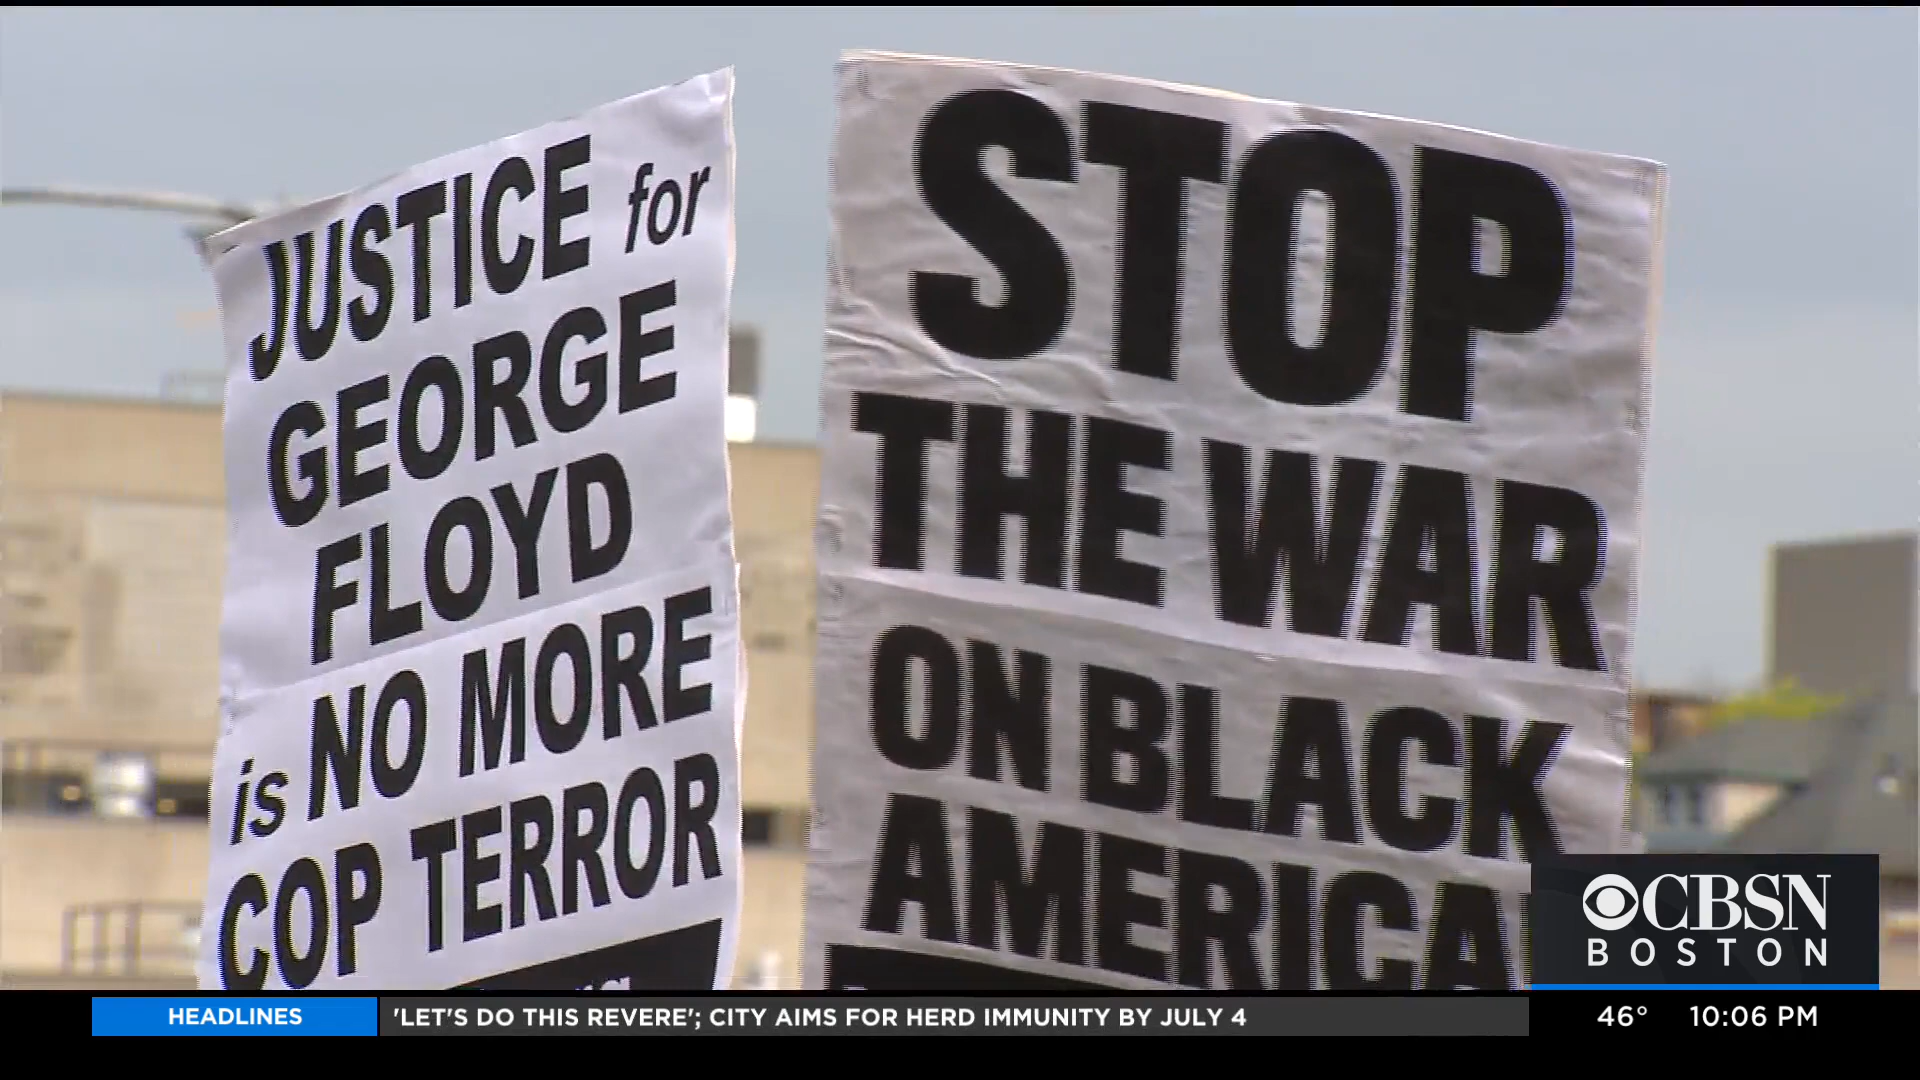 JUSTICE for
GEORGE
FLOYD
is NO MORE
COP TERROR
STOP
THE WAR
ON BLACK
AMERICA
CBSN
BOSTON
HEADLINES
'LET'S DO THIS REVERE'; CITY AIMS FOR HERD IMMUNITY BY JULY 4
46° 10:06 PM